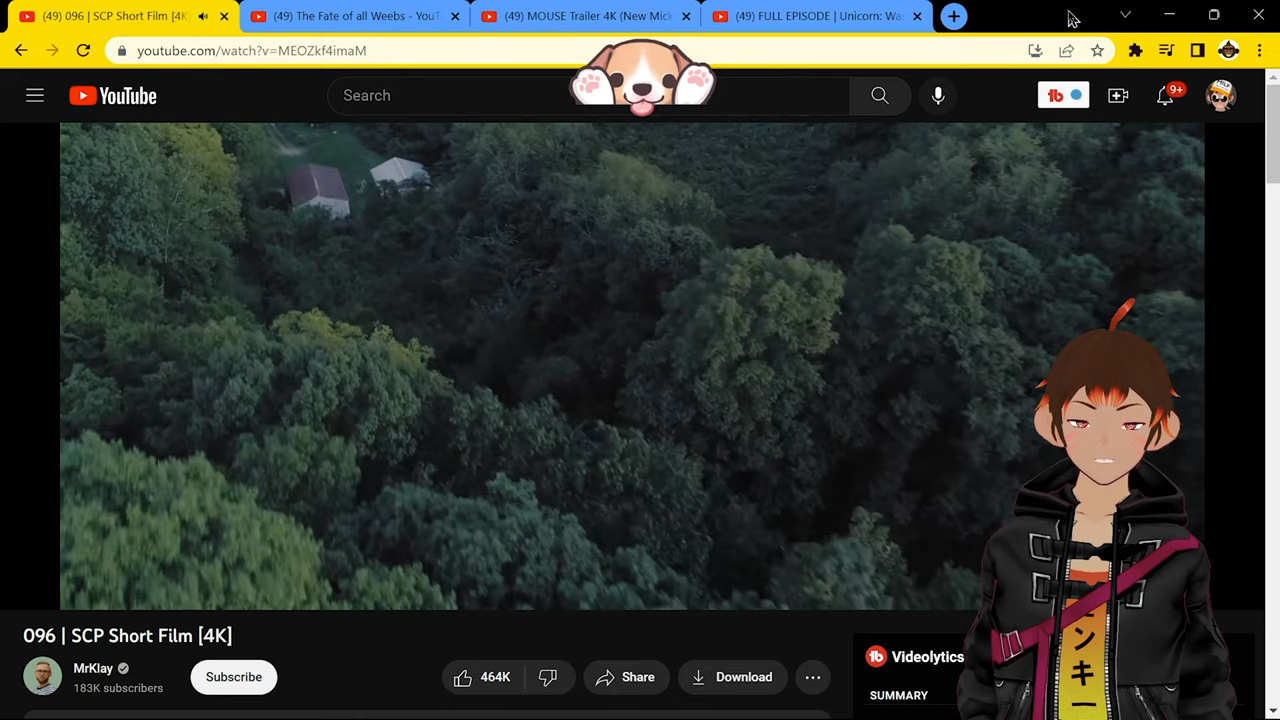 (49) 096 | SCP Short Film [4K
(49) The Fate of all Weebs - YouT
(49) MOUSE Trailer 4K (New Mick
(49) FULL EPISODE | Unicorn: Wa
youtube.com/watch?v=MEOZkf4imaM
YouTube
Search
tb
9+
096 | SCP Short Film [4K]
MrKlay
183K subscribers
Subscribe
464K
Share
Download
tb Videolytics
SUMMARY
ンキー